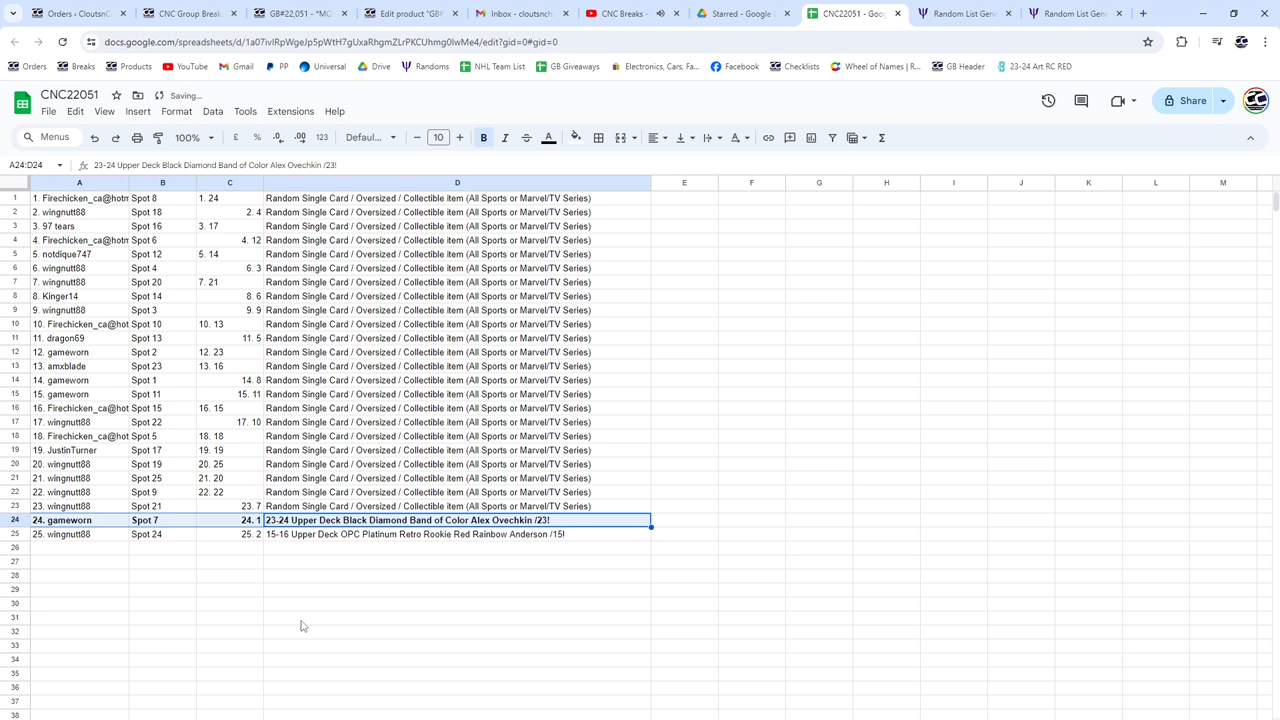 Orders ‹ CloutsnC
CNC Group Break
GB#22,051 - *MO
Edit product "GB
Inbox - cloutsnch
CNC Breaks -
Starred - Google
CNC22051 - Goog
Random List Gene
Random List Gene
docs.google.com/spreadsheets/d/1a07ivIRpWgeJp5pWtH7gUxaRhgmZLrPKCUhmg0lwMe4/edit?gid=0#gid=0
Orders Breaks Products YouTube Gmail PP Universal Drive Randoms NHL Team List GB Giveaways Electronics, Cars, Fa... Facebook Checklists Wheel of Names | R... GB Header 23-24 Art RC RED
CNC22051 Saving...
File Edit View Insert Format Data Tools Extensions Help
Share
Menus 100% £ % .0 .00 123 Defaul... 10 B I A
A24:D24 fx 23-24 Upper Deck Black Diamond Band of Color Alex Ovechkin /23!
A B C D E F G H I J K L M
1 1. Firechicken_ca@hotm Spot 8 1. 24 Random Single Card / Oversized / Collectible item (All Sports or Marvel/TV Series)
2 2. wingnutt88 Spot 18 2. 4 Random Single Card / Oversized / Collectible item (All Sports or Marvel/TV Series)
3 3. 97 tears Spot 16 3. 17 Random Single Card / Oversized / Collectible item (All Sports or Marvel/TV Series)
4 4. Firechicken_ca@hotm Spot 6 4. 12 Random Single Card / Oversized / Collectible item (All Sports or Marvel/TV Series)
5 5. notdique747 Spot 12 5. 14 Random Single Card / Oversized / Collectible item (All Sports or Marvel/TV Series)
6 6. wingnutt88 Spot 4 6. 3 Random Single Card / Oversized / Collectible item (All Sports or Marvel/TV Series)
7 7. wingnutt88 Spot 20 7. 21 Random Single Card / Oversized / Collectible item (All Sports or Marvel/TV Series)
8 8. Kinger14 Spot 14 8. 6 Random Single Card / Oversized / Collectible item (All Sports or Marvel/TV Series)
9 9. wingnutt88 Spot 3 9. 9 Random Single Card / Oversized / Collectible item (All Sports or Marvel/TV Series)
10 10. Firechicken_ca@hot Spot 10 10. 13 Random Single Card / Oversized / Collectible item (All Sports or Marvel/TV Series)
11 11. dragon69 Spot 13 11. 5 Random Single Card / Oversized / Collectible item (All Sports or Marvel/TV Series)
12 12. gameworn Spot 2 12. 23 Random Single Card / Oversized / Collectible item (All Sports or Marvel/TV Series)
13 13. amxblade Spot 23 13. 16 Random Single Card / Oversized / Collectible item (All Sports or Marvel/TV Series)
14 14. gameworn Spot 1 14. 8 Random Single Card / Oversized / Collectible item (All Sports or Marvel/TV Series)
15 15. gameworn Spot 11 15. 11 Random Single Card / Oversized / Collectible item (All Sports or Marvel/TV Series)
16 16. Firechicken_ca@hot Spot 15 16. 15 Random Single Card / Oversized / Collectible item (All Sports or Marvel/TV Series)
17 17. wingnutt88 Spot 22 17. 10 Random Single Card / Oversized / Collectible item (All Sports or Marvel/TV Series)
18 18. Firechicken_ca@hot Spot 5 18. 18 Random Single Card / Oversized / Collectible item (All Sports or Marvel/TV Series)
19 19. JustinTurner Spot 17 19. 19 Random Single Card / Oversized / Collectible item (All Sports or Marvel/TV Series)
20 20. wingnutt88 Spot 19 20. 25 Random Single Card / Oversized / Collectible item (All Sports or Marvel/TV Series)
21 21. wingnutt88 Spot 25 21. 20 Random Single Card / Oversized / Collectible item (All Sports or Marvel/TV Series)
22 22. wingnutt88 Spot 9 22. 22 Random Single Card / Oversized / Collectible item (All Sports or Marvel/TV Series)
23 23. wingnutt88 Spot 21 23. 7 Random Single Card / Oversized / Collectible item (All Sports or Marvel/TV Series)
24 24. gameworn Spot 7 24. 1 23-24 Upper Deck Black Diamond Band of Color Alex Ovechkin /23!
25 25. wingnutt88 Spot 24 25. 2 15-16 Upper Deck OPC Platinum Retro Rookie Red Rainbow Anderson /15!
26
27
28
29
30
31
32
33
34
35
36
37
38